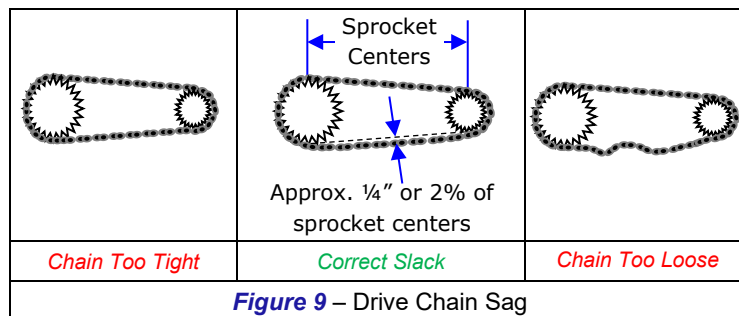 Sprocket
Centers
Approx. ¼″ or 2% of
sprocket centers
Chain Too Tight
Correct Slack
Chain Too Loose
Figure 9 – Drive Chain Sag